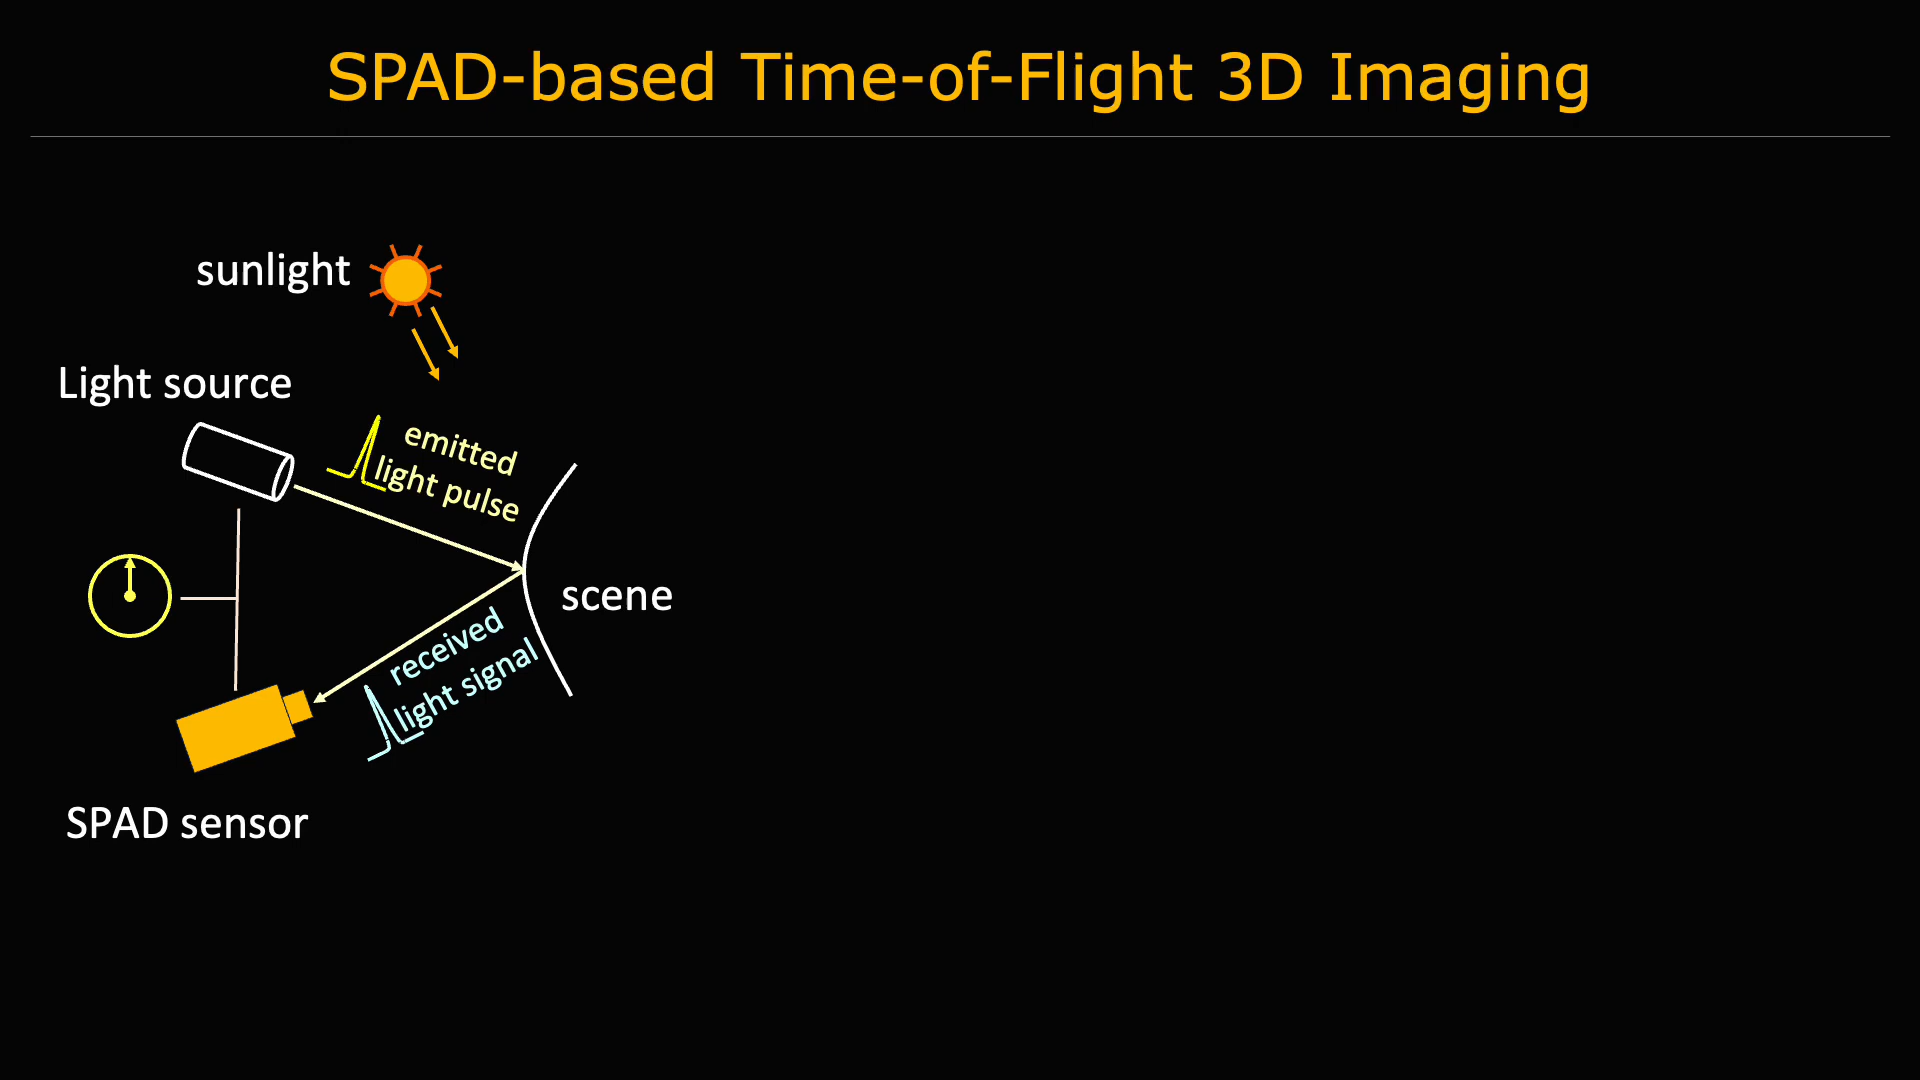 SPAD-based Time-of-Flight 3D Imaging
sunlight
Light source
emitted
light pulse
scene
received
light signal
SPAD sensor